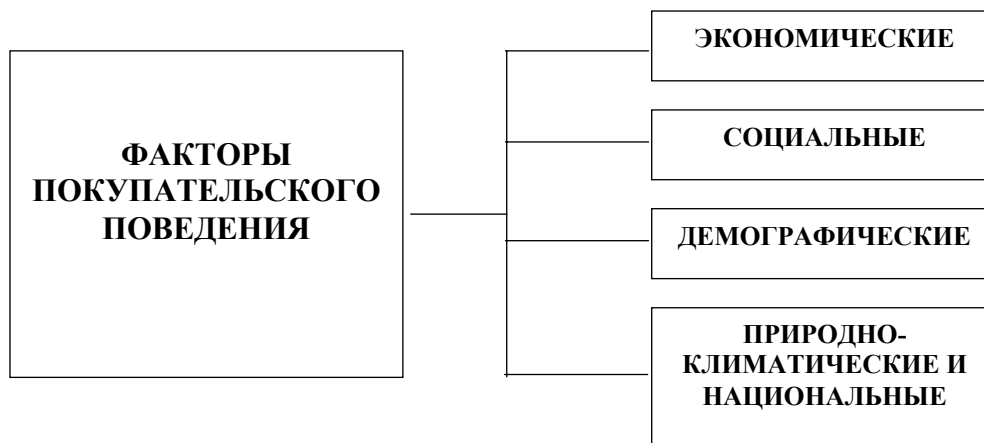 ФАКТОРЫ
ПОКУПАТЕЛЬСКОГО
ПОВЕДЕНИЯ
ЭКОНОМИЧЕСКИЕ
СОЦИАЛЬНЫЕ
ДЕМОГРАФИЧЕСКИЕ
ПРИРОДНО-
КЛИМАТИЧЕСКИЕ И
НАЦИОНАЛЬНЫЕ